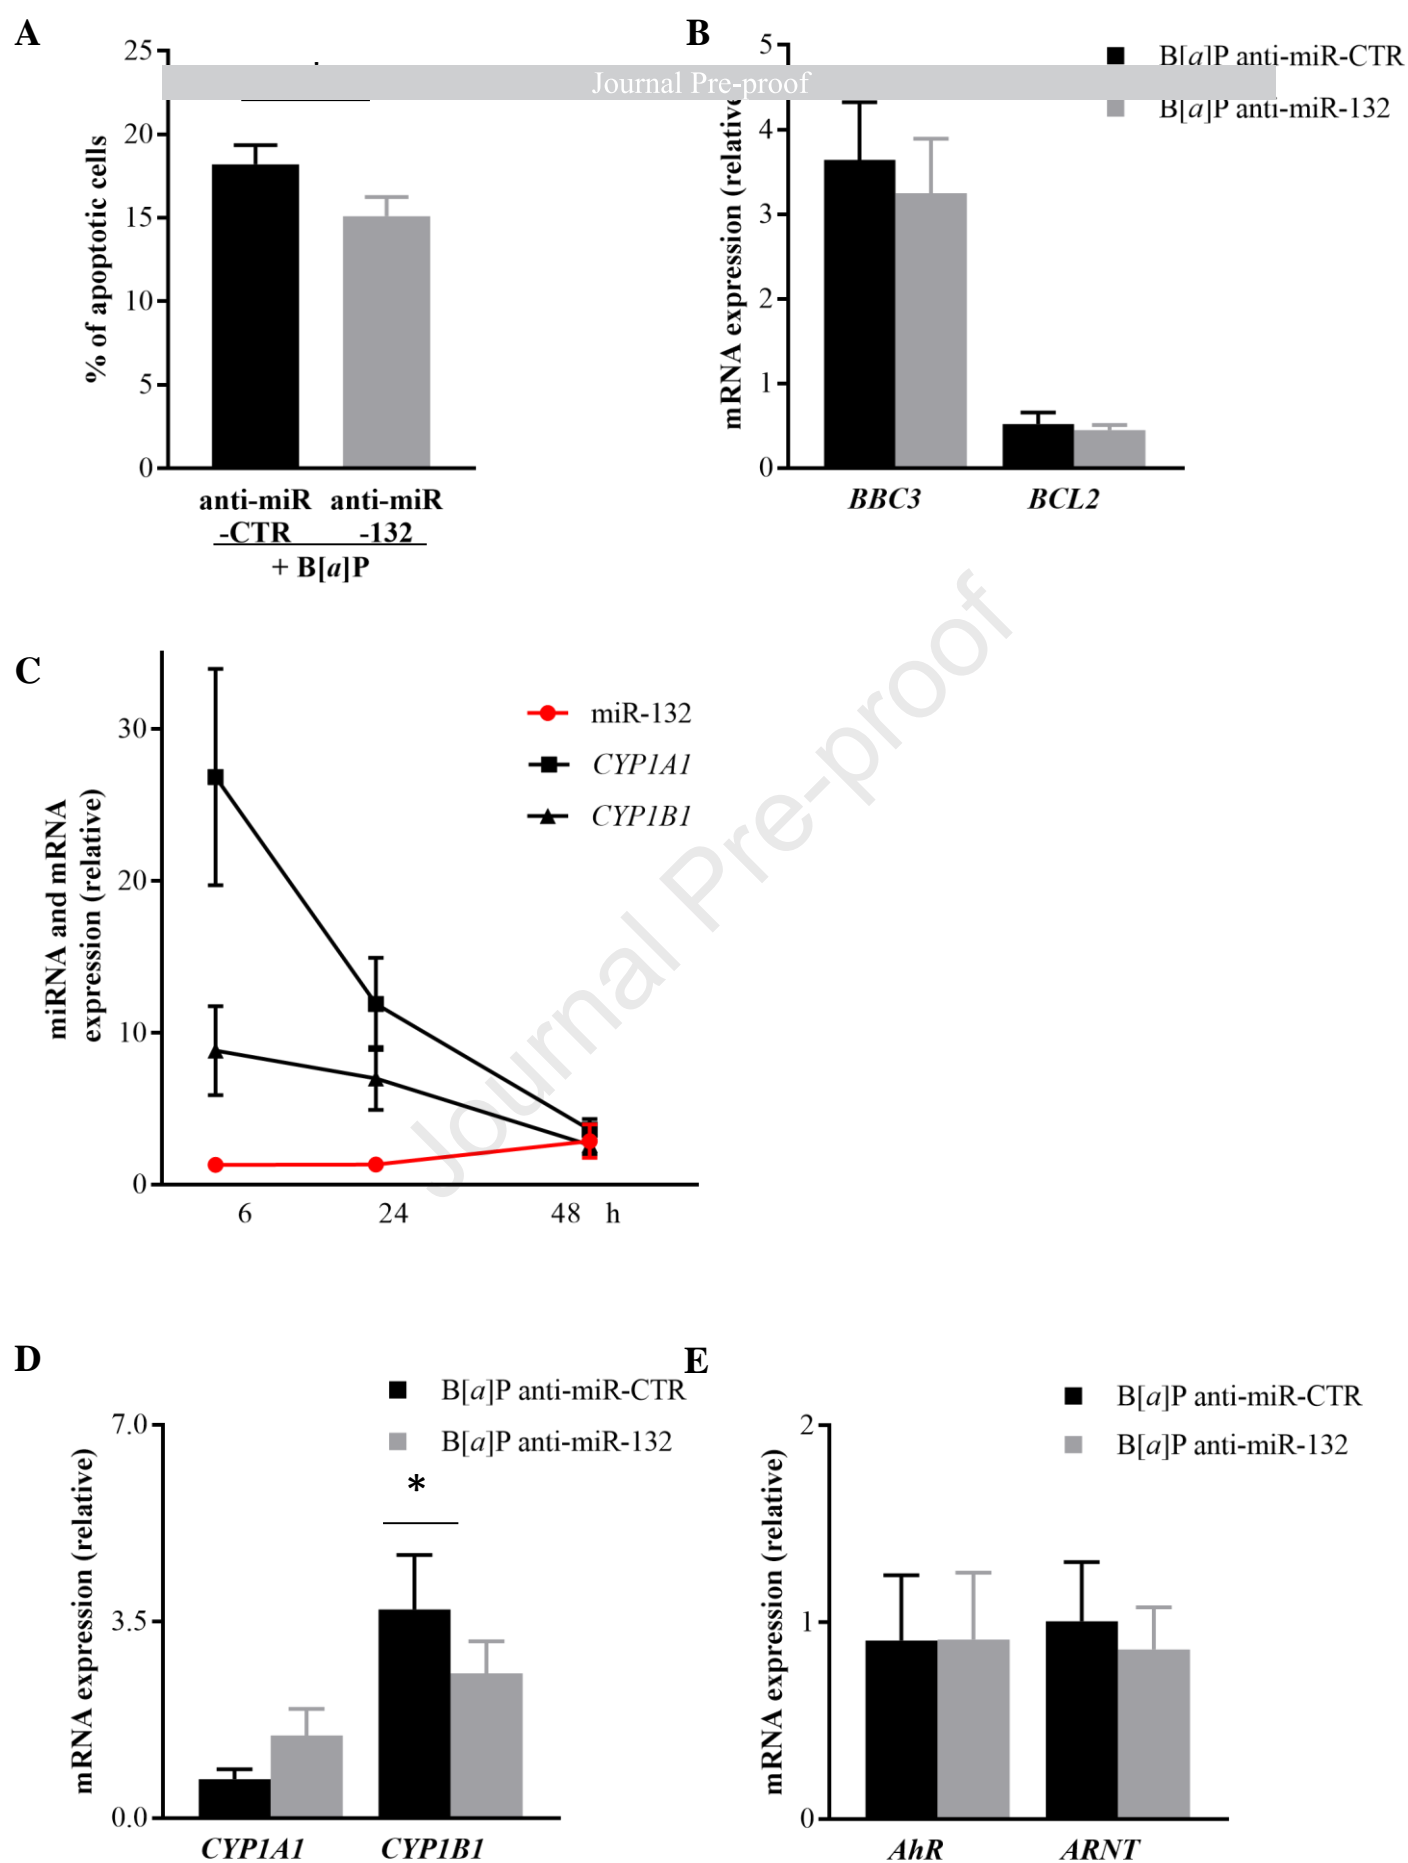 A
25
20
15
10
5
0
% of apoptotic cells
anti-miR anti-miR
-CTR -132
+ B[a]P
Journal Pre-proof
B
5
4
3
2
1
0
mRNA expression (relative
B[a]P anti-miR-CTR
B[a]P anti-miR-132
BBC3 BCL2
C
30
20
10
0
miRNA and mRNA
expression (relative)
miR-132
CYP1A1
CYP1B1
6 24 48 h
Journal Pre-proof
D
7.0
3.5
0.0
mRNA expression (relative)
B[a]P anti-miR-CTR
B[a]P anti-miR-132
*
CYP1A1 CYP1B1
E
2
1
0
mRNA expression (relative)
B[a]P anti-miR-CTR
B[a]P anti-miR-132
AhR ARNT